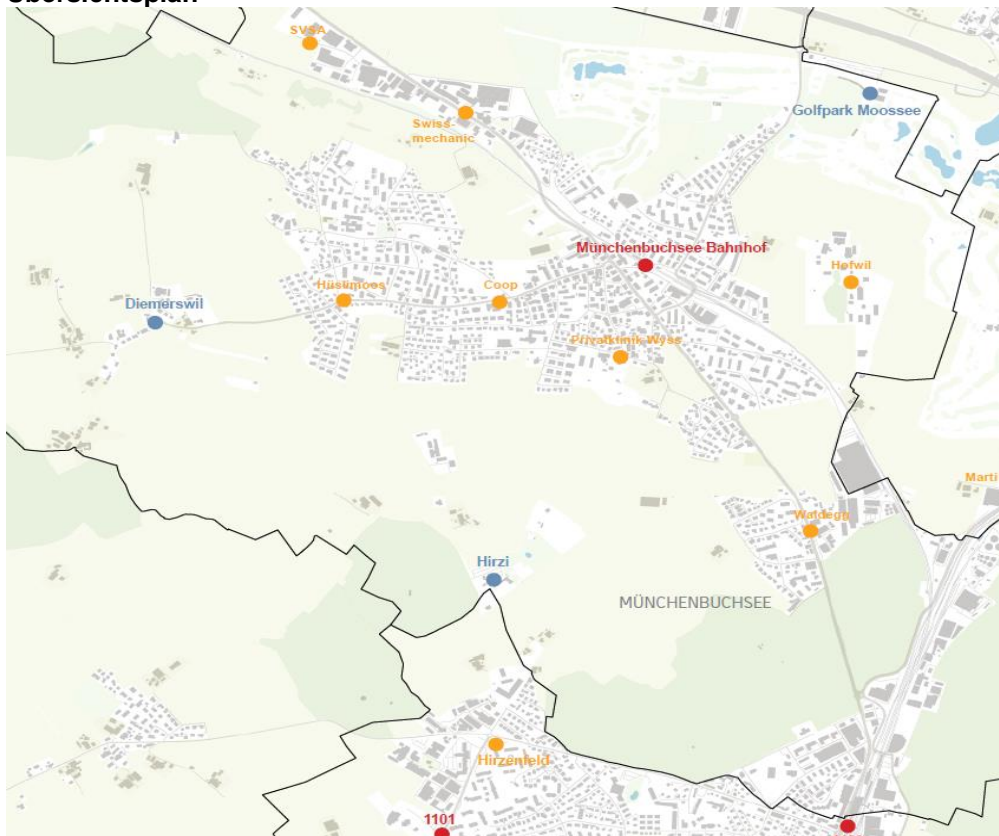 Übersichtsplan
SVSA
Golfpark Moossee
Swiss-
mechanic
Münchenbuchsee Bahnhof
Hofwil
Hüslimoos
Coop
Diemerswil
Privatklinik Wyss
Marti
Waldegg
Hirzi
MÜNCHENBUCHSEE
Hirzenfeld
1101